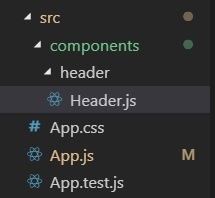 src
components
header
Header.js
# App.css
App.js M
App.test.js